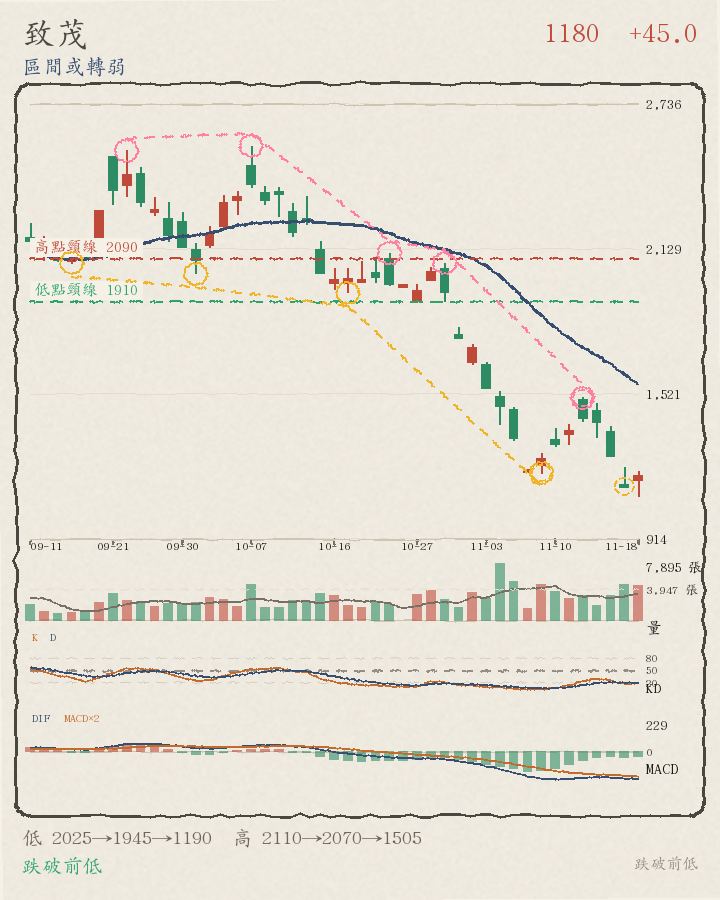 致茂 1180 +45.0
區間或轉弱
2,736
高點頸線 2090 2,129
低點頸線 1910
1,521
914
09-11 09-21 09-30 10-07 10-16 10-27 11-03 11-10 11-18
7,895 張
3,947 張
量
K D
80
50
20
KD
DIF MACD×2
229
0
MACD
低 2025→1945→1190 高 2110→2070→1505
跌破前低 跌破前低